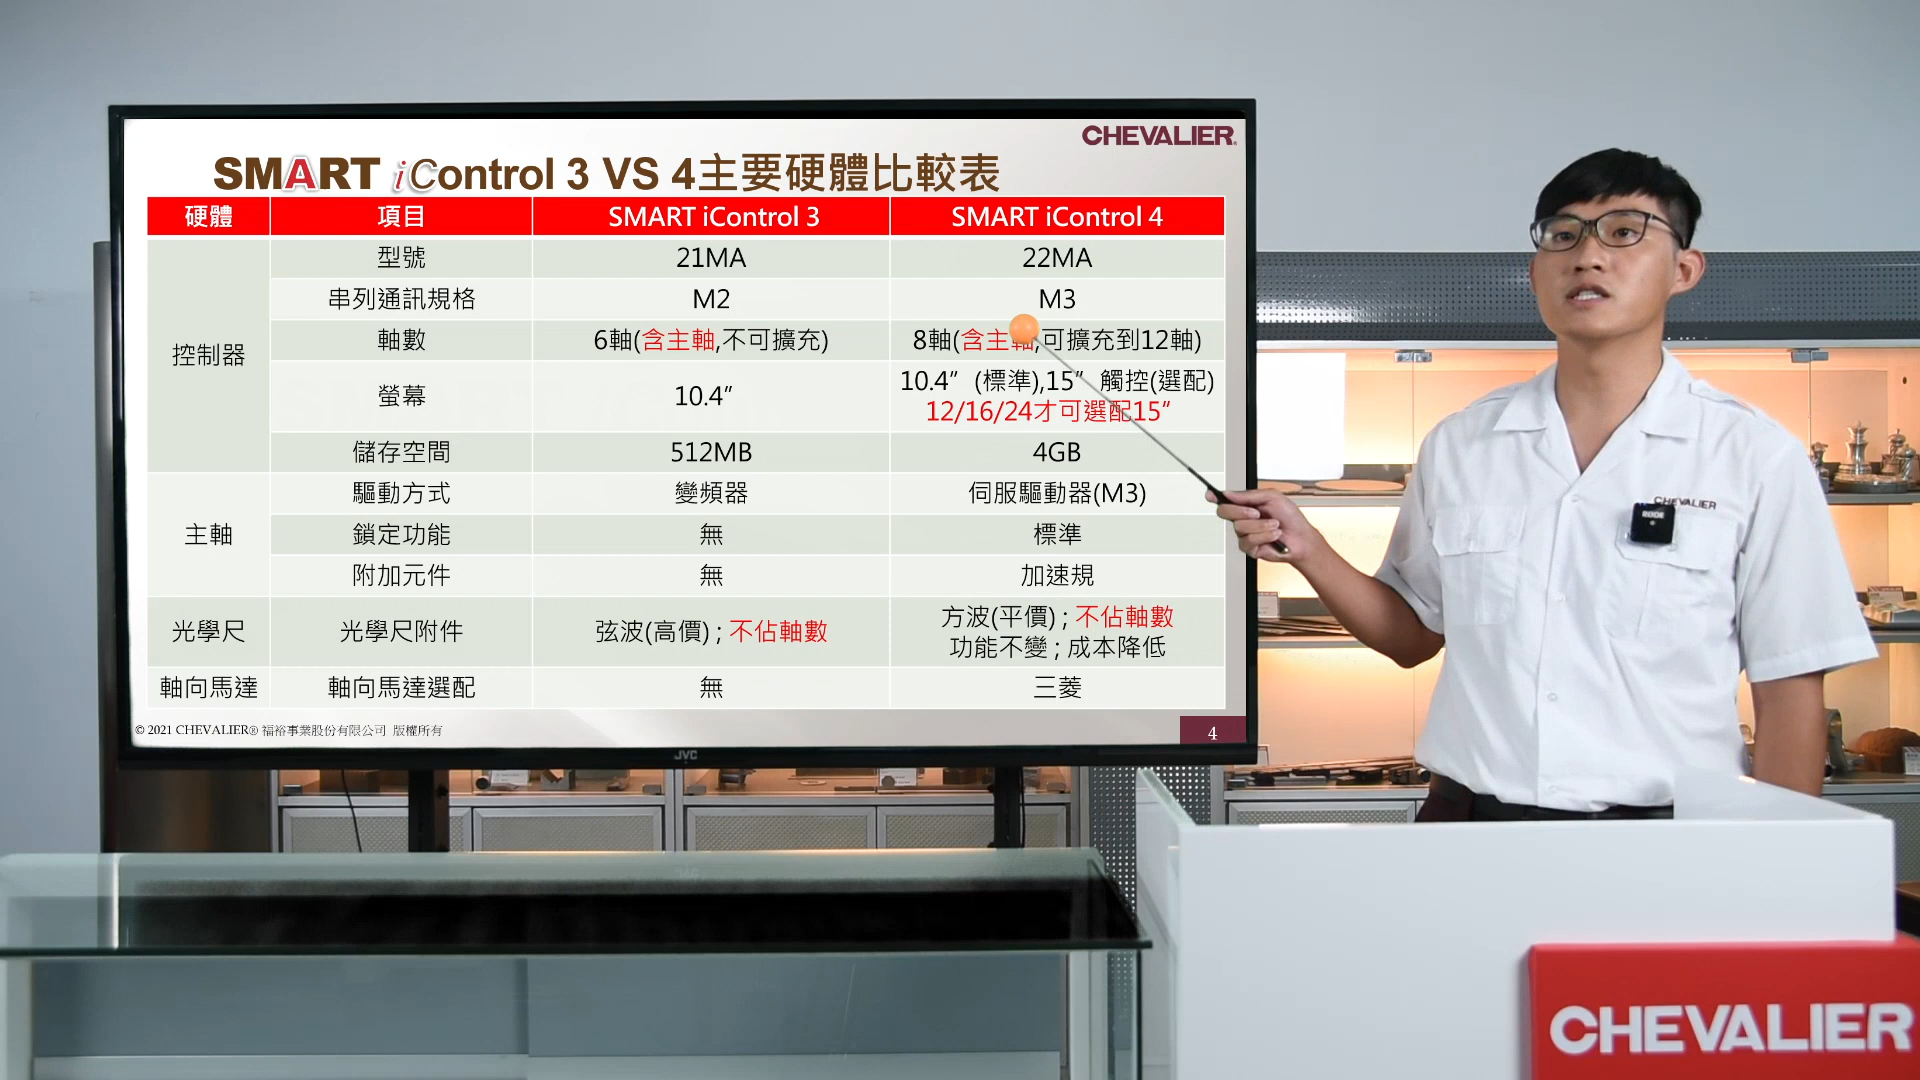 CHEVALIER
SMART iControl 3 VS 4主要硬體比較表
硬體 項目 SMART iControl 3 SMART iControl 4
控制器 型號 21MA 22MA
串列通訊規格 M2 M3
軸數 6軸(含主軸,不可擴充) 8軸(含主軸,可擴充到12軸)
螢幕 10.4” 10.4”(標準),15”觸控(選配)
12/16/24才可選配15”
儲存空間 512MB 4GB
主軸 驅動方式 變頻器 伺服驅動器(M3)
鎖定功能 無 標準
附加元件 無 加速規
光學尺 光學尺附件 弦波(高價) ; 不佔軸數 方波(平價) ; 不佔軸數
功能不變 ; 成本降低
軸向馬達 軸向馬達選配 無 三菱
© 2021 CHEVALIER® 福裕事業股份有限公司 版權所有
4
JVC
CHEVALIER
RODE
CHEVALIER